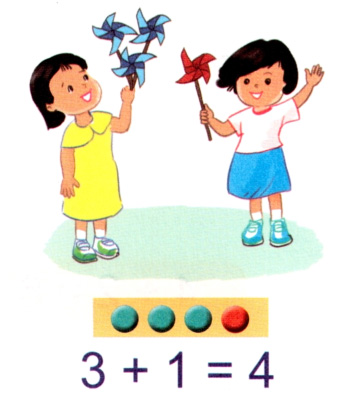 3 + 1 = 4